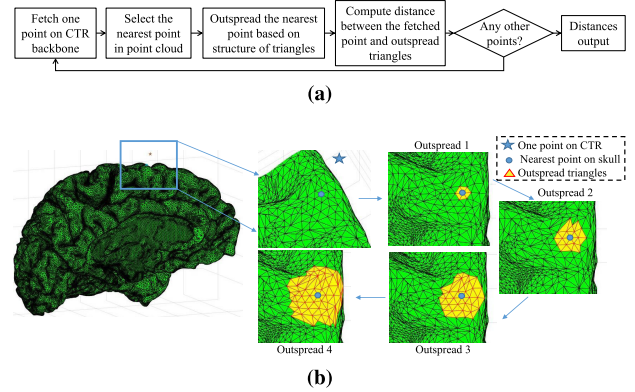 Fetch one
point on CTR
backbone
Select the
nearest point
in point cloud
Outspread the nearest
point based on
structure of triangles
Compute distance
between the fetched
point and outspread
triangles
Any other
points?
Distances
output
(a)
One point on CTR
Nearest point on skull
Outspread triangles
Outspread 1
Outspread 2
Outspread 4
Outspread 3
(b)